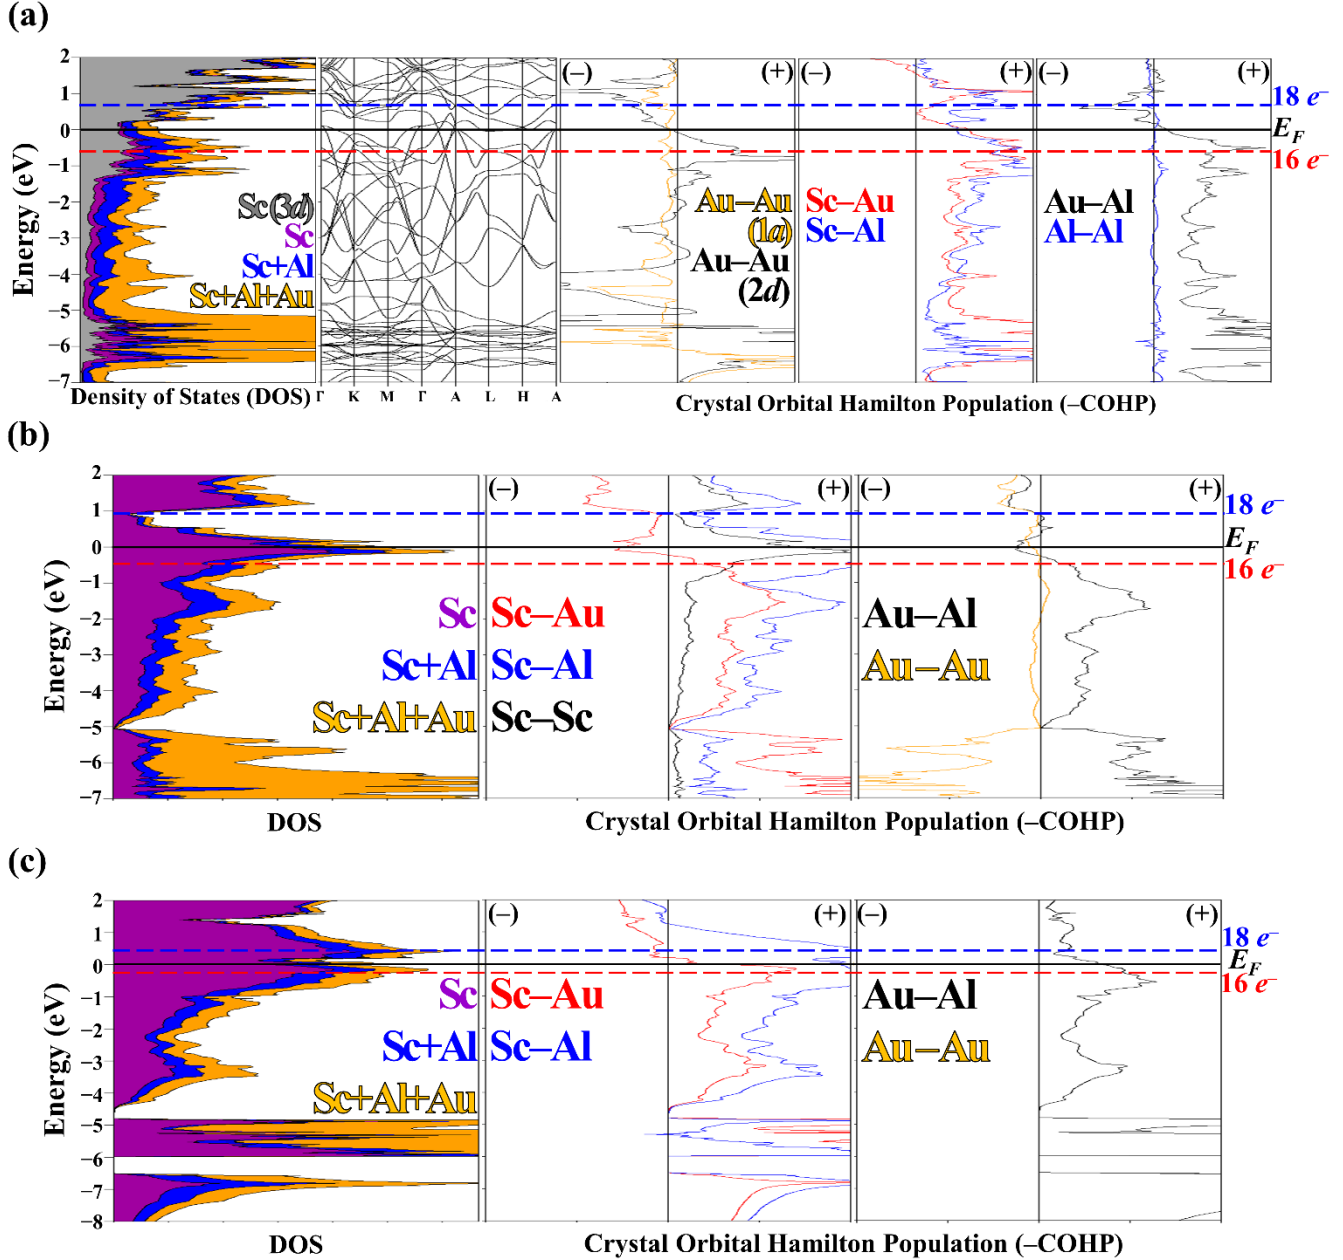 (a)
2
1
0
−1
−2
−3
−4
−5
−6
−7
Energy (eV)
Sc(3d)
Sc
Sc+Al
Sc+Al+Au
Density of States (DOS)
Γ K M Γ A L H A
(−) (+)
Au−Au
(1a)
Au−Au
(2d)
(−) (+)
Sc−Au
Sc−Al
(−) (+)
Au−Al
Al−Al
18 e−
EF
16 e−
Crystal Orbital Hamilton Population (−COHP)
(b)
2
1
0
−1
−2
−3
−4
−5
−6
−7
Energy (eV)
Sc
Sc+Al
Sc+Al+Au
DOS
(−) (+)
Sc−Au
Sc−Al
Sc−Sc
(−) (+)
Au−Al
Au−Au
18 e−
EF
16 e−
Crystal Orbital Hamilton Population (−COHP)
(c)
2
1
0
−1
−2
−3
−4
−5
−6
−7
−8
Energy (eV)
Sc
Sc+Al
Sc+Al+Au
DOS
(−) (+)
Sc−Au
Sc−Al
(−) (+)
Au−Al
Au−Au
18 e−
EF
16 e−
Crystal Orbital Hamilton Population (−COHP)